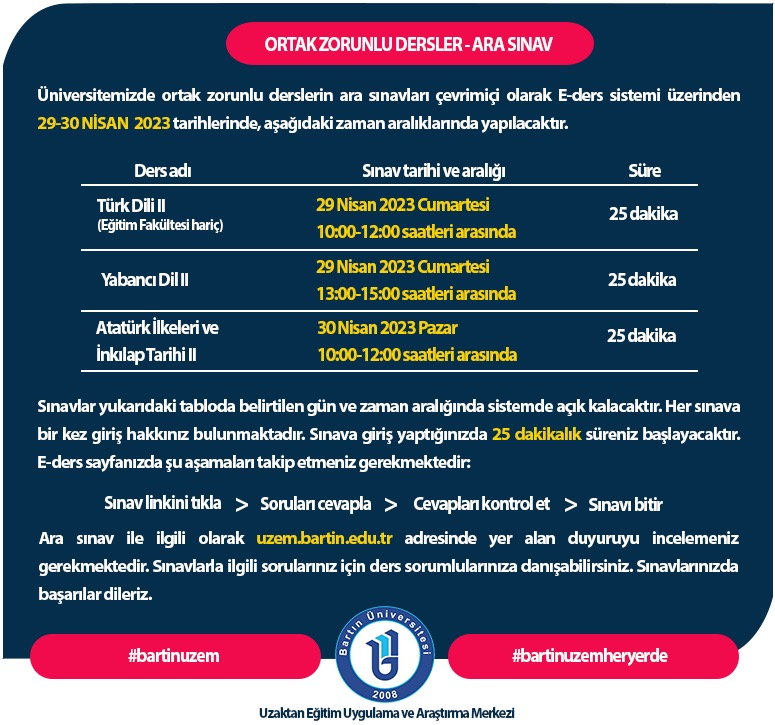 ORTAK ZORUNLU DERSLER - ARA SINAV
Üniversitemizde ortak zorunlu derslerin ara sınavları çevrimiçi olarak E-ders sistemi üzerinden
29-30 NİSAN 2023 tarihlerinde, aşağıdaki zaman aralıklarında yapılacaktır.
Ders adı Sınav tarihi ve aralığı Süre
Türk Dili II
(Eğitim Fakültesi hariç)
29 Nisan 2023 Cumartesi
10:00-12:00 saatleri arasında
25 dakika
Yabancı Dil II
29 Nisan 2023 Cumartesi
13:00-15:00 saatleri arasında
25 dakika
Atatürk İlkeleri ve
İnkılap Tarihi II
30 Nisan 2023 Pazar
10:00-12:00 saatleri arasında
25 dakika
Sınavlar yukarıdaki tabloda belirtilen gün ve zaman aralığında sistemde açık kalacaktır. Her sınava
bir kez giriş hakkınız bulunmaktadır. Sınava giriş yaptığınızda 25 dakikalık süreniz başlayacaktır.
E-ders sayfanızda şu aşamaları takip etmeniz gerekmektedir:
Sınav linkini tıkla > Soruları cevapla > Cevapları kontrol et > Sınavı bitir
Ara sınav ile ilgili olarak uzem.bartin.edu.tr adresinde yer alan duyuruyu incelemeniz
gerekmektedir. Sınavlarla ilgili sorularınız için ders sorumlularınıza danışabilirsiniz. Sınavlarınızda
başarılar dileriz.
#bartinuzem
Bartın Üniversitesi
2008
#bartinuzemheryerde
Uzaktan Eğitim Uygulama ve Araştırma Merkezi